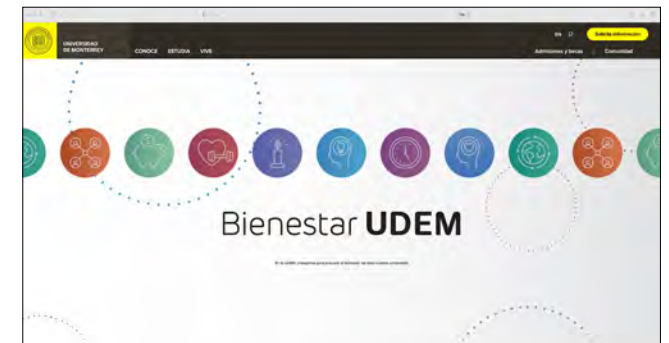 EN
Solicita información
UNIVERSIDAD
DE MONTERREY
CONOCE ESTUDIA VIVE
Admisiones y becas
Comunidad
Bienestar UDEM